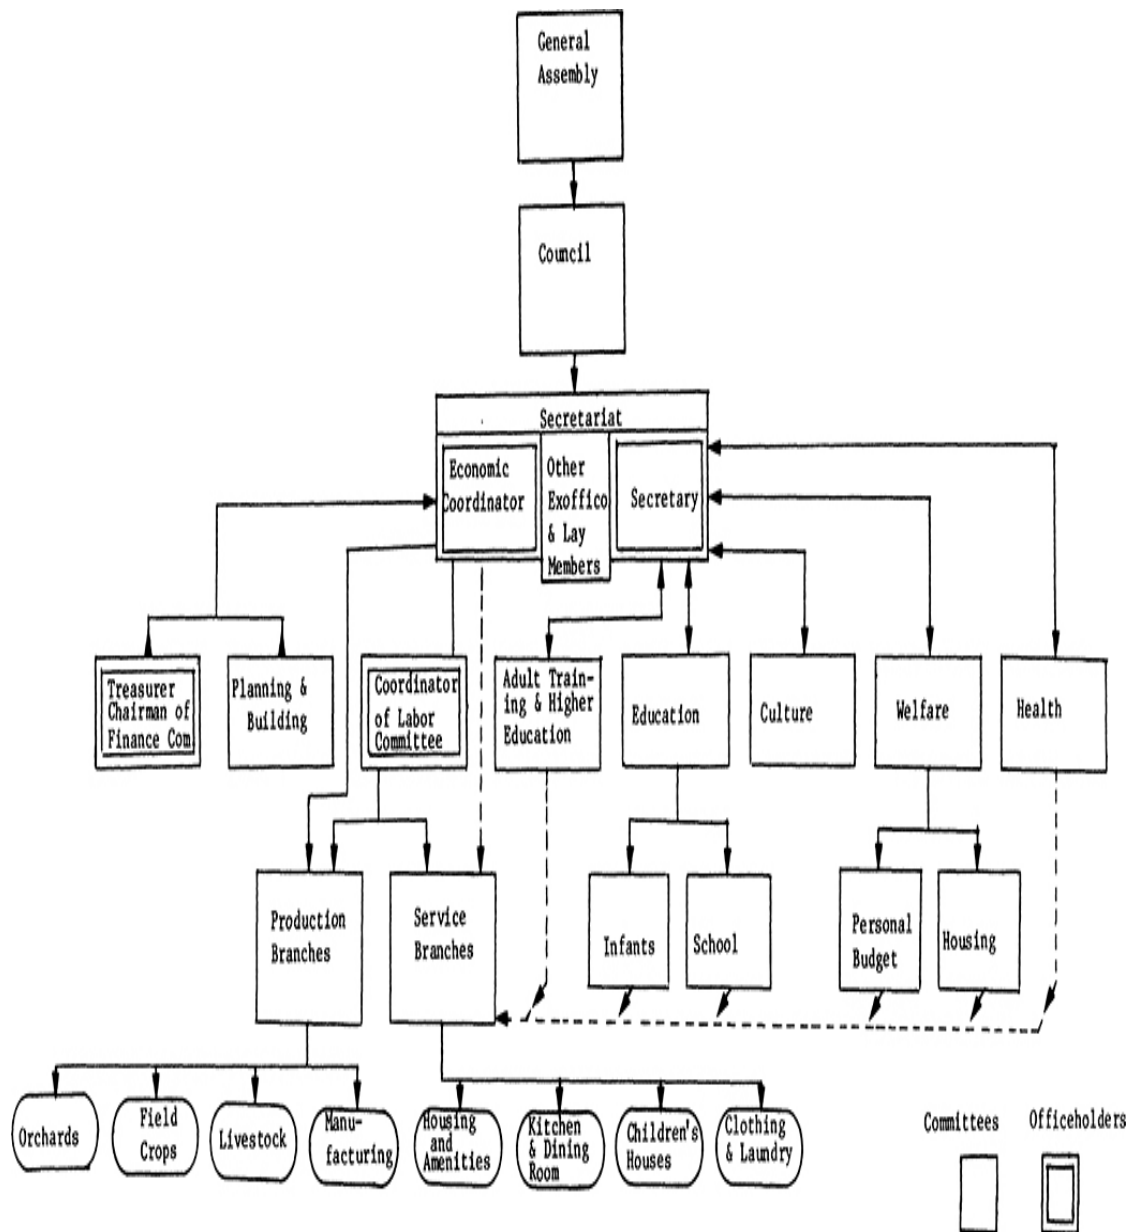 General
Assembly
Council
Secretariat
Economic
Coordinator
Other
Exoffico
& Lay
Members
Secretary
Treasurer
Chairman of
Finance Com.
Planning &
Building
Coordinator
of Labor
Committee
Adult Train-
ing & Higher
Education
Education
Culture
Welfare
Health
Production
Branches
Service
Branches
Infants
School
Personal
Budget
Housing
Orchards
Field
Crops
Livestock
Manu-
facturing
Housing
and
Amenities
Kitchen
& Dining
Room
Children's
Houses
Clothing
& Laundry
Committees
Officeholders